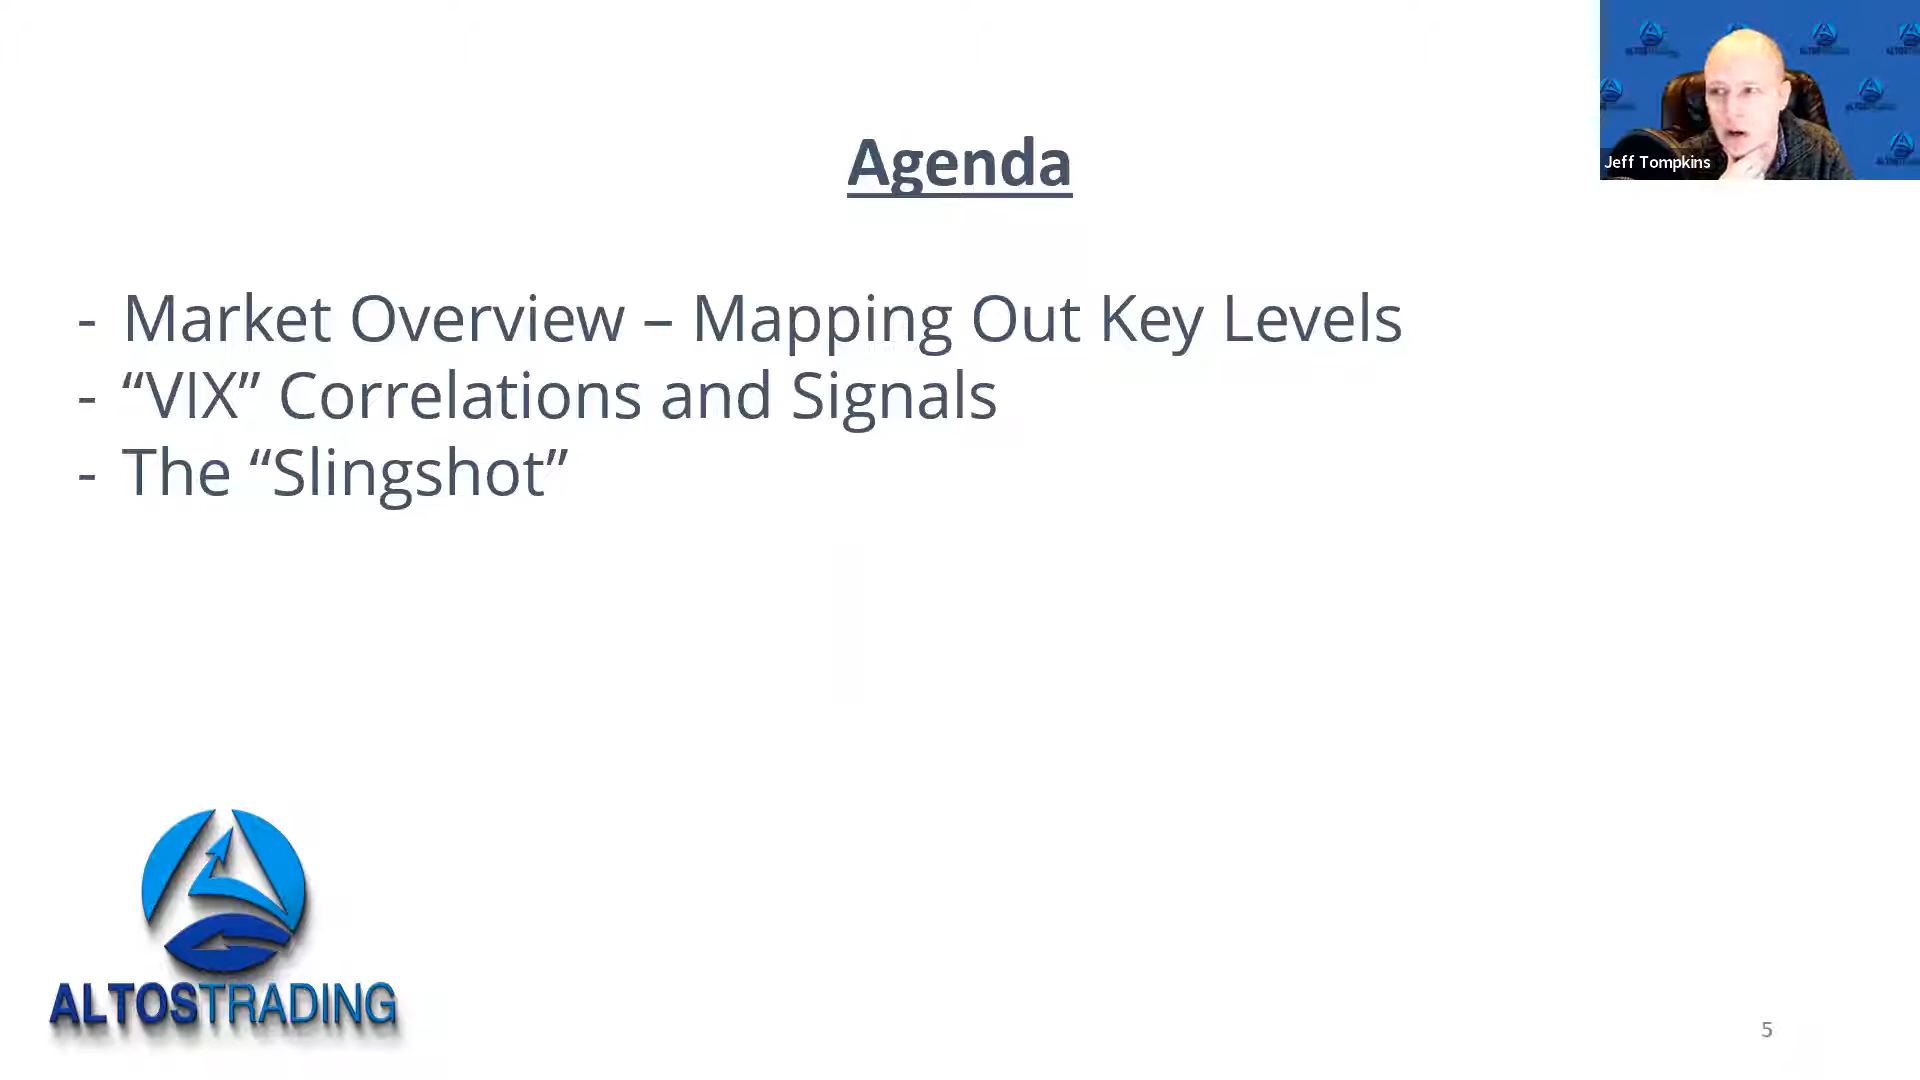 Agenda
- Market Overview – Mapping Out Key Levels
- “VIX” Correlations and Signals
- The “Slingshot”
Jeff Tompkins
ALTOSTRADING
5